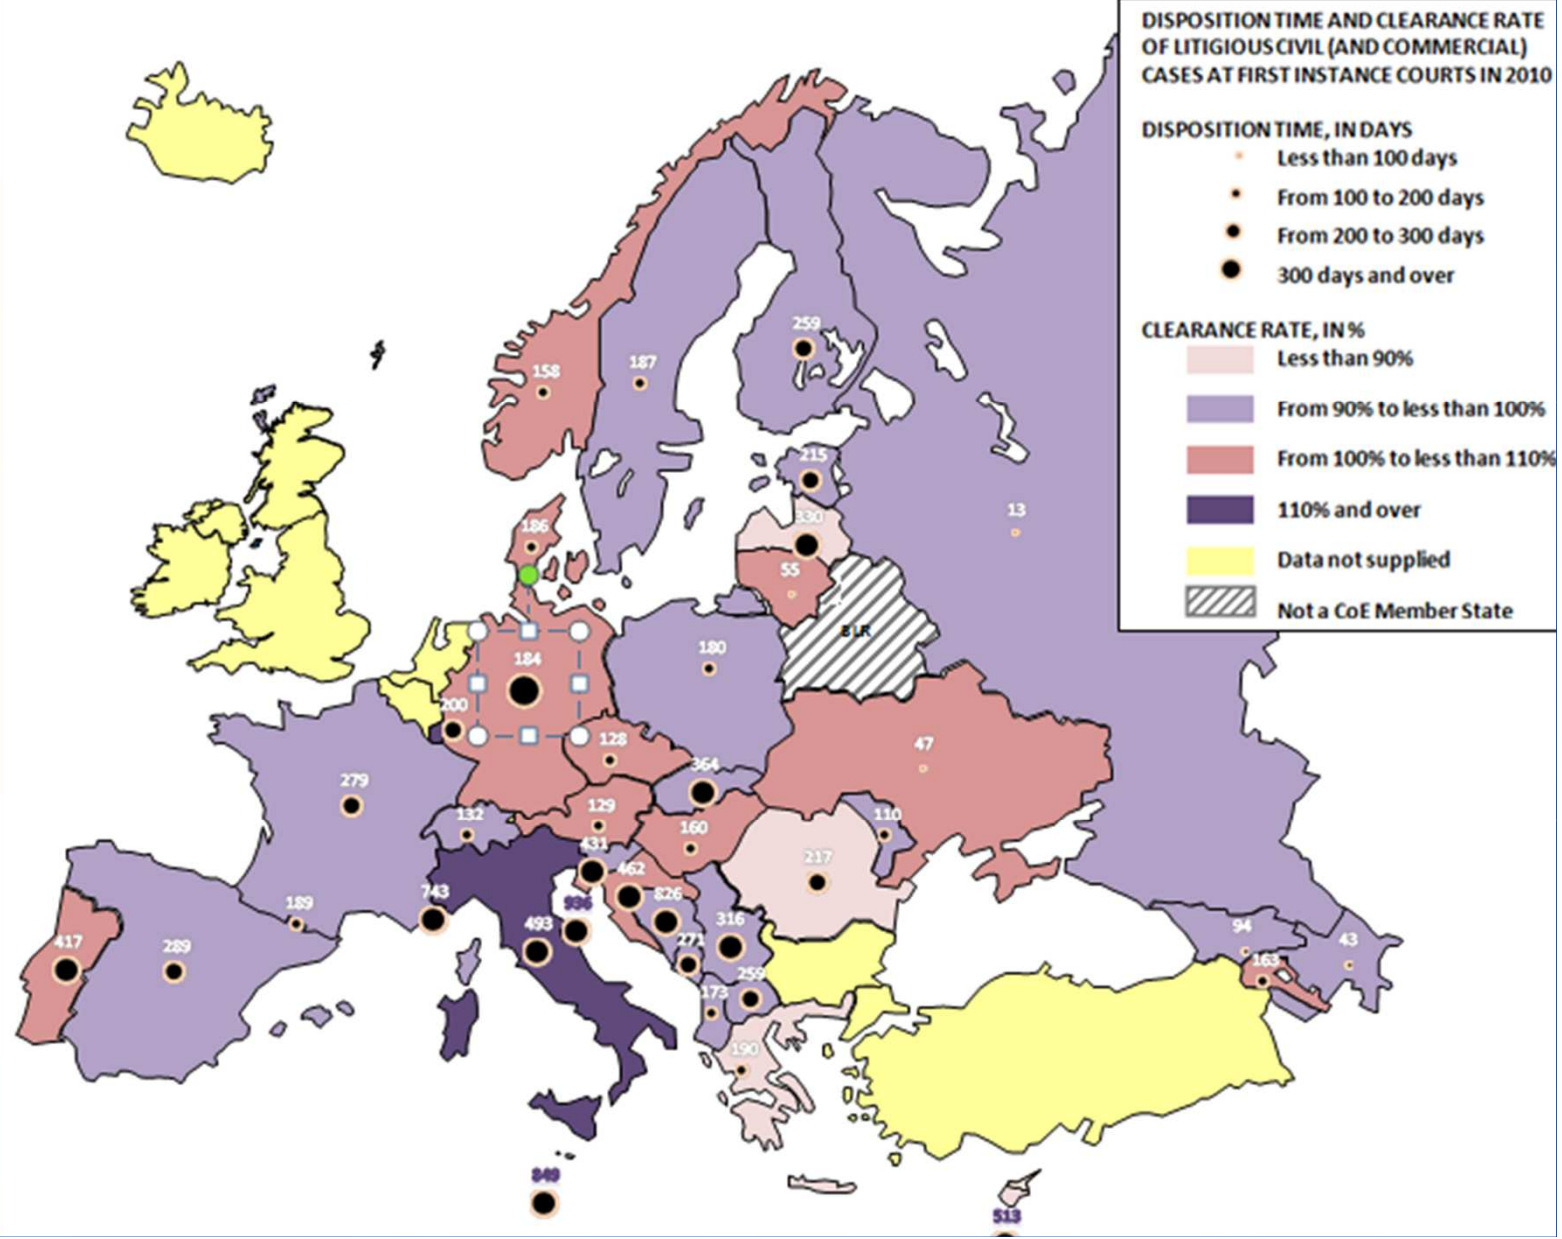 DISPOSITION TIME AND CLEARANCE RATE
OF LITIGIOUS CIVIL (AND COMMERCIAL)
CASES AT FIRST INSTANCE COURTS IN 2010
DISPOSITION TIME, IN DAYS
Less than 100 days
From 100 to 200 days
From 200 to 300 days
300 days and over
CLEARANCE RATE, IN %
Less than 90%
From 90% to less than 100%
From 100% to less than 110%
110% and over
Data not supplied
Not a CoE Member State
259
187
158
215
13
330
186
55
BLR
180
184
200
128
47
364
279
129
132
110
160
431
217
462
743
826
189
936
493
316
94
417
289
271
43
163
259
173
190
849
513